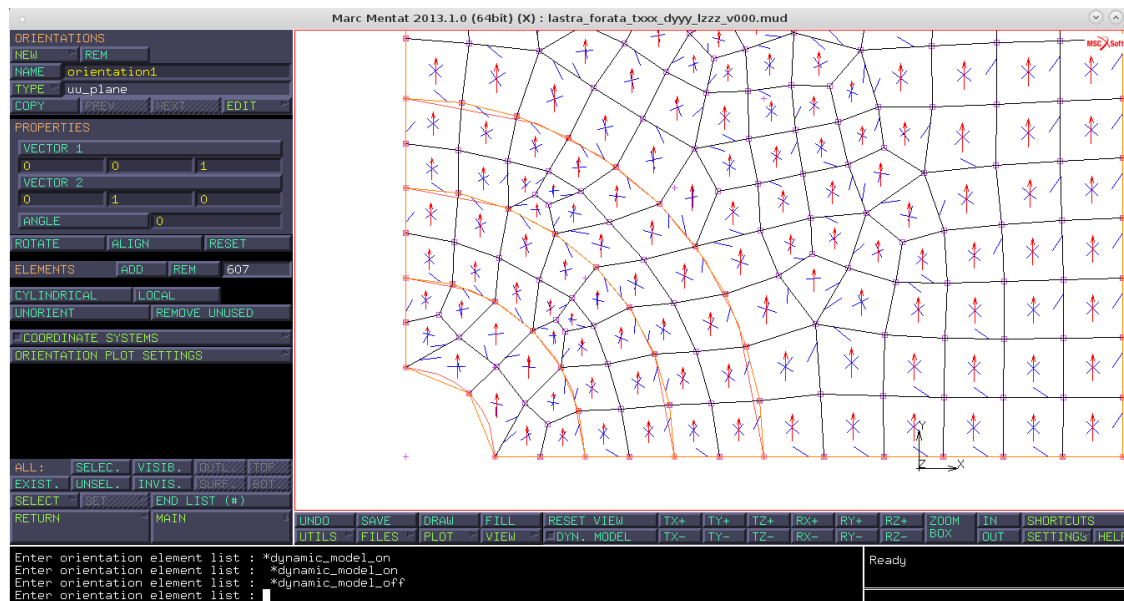 Marc Mentat 2013.1.0 (64bit) (X) : lastra_forata_txxx_dyyy_lzzz_v000.mud
ORIENTATIONS
NEW REM
NAME orientation1
TYPE uu_plane
COPY PREV NEXT EDIT
PROPERTIES
VECTOR 1
0 0 1
VECTOR 2
0 1 0
ANGLE 0
ROTATE ALIGN RESET
ELEMENTS ADD REM 607
CYLINDRICAL LOCAL
UNORIENT REMOVE UNUSED
COORDINATE SYSTEMS
ORIENTATION PLOT SETTINGS
MSC Soft
Y
Z X
ALL: SELEC. VISIB. OUTL. TOP
EXIST. UNSEL. INVIS. SURF. BOT.
SELECT SET END LIST (#)
RETURN MAIN
UNDO SAVE DRAW FILL RESET VIEW TX+ TY+ TZ+ RX+ RY+ RZ+ ZOOM IN SHORTCUTS
UTILS FILES PLOT VIEW DYN. MODEL TX- TY- TZ- RX- RY- RZ- BOX OUT SETTINGS HELP
Enter orientation element list : *dynamic_model_on
Enter orientation element list :  *dynamic_model_on
Enter orientation element list :  *dynamic_model_off
Enter orientation element list :
Ready